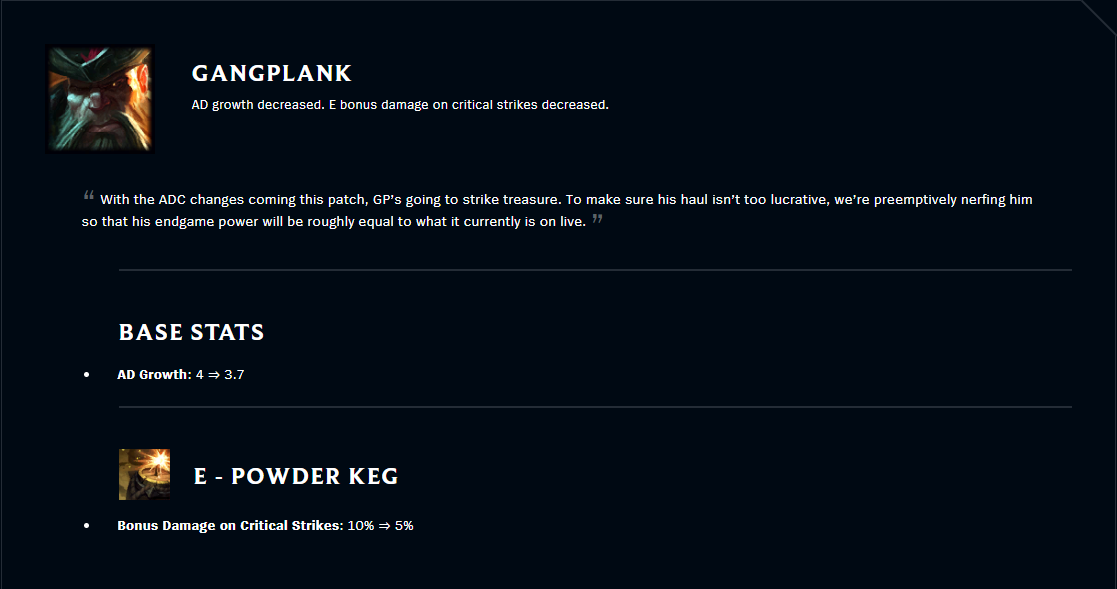 GANGPLANK
AD growth decreased. E bonus damage on critical strikes decreased.
“ With the ADC changes coming this patch, GP’s going to strike treasure. To make sure his haul isn’t too lucrative, we’re preemptively nerfing him
so that his endgame power will be roughly equal to what it currently is on live. ”
BASE STATS
• AD Growth: 4 ⇒ 3.7
E - POWDER KEG
• Bonus Damage on Critical Strikes: 10% ⇒ 5%